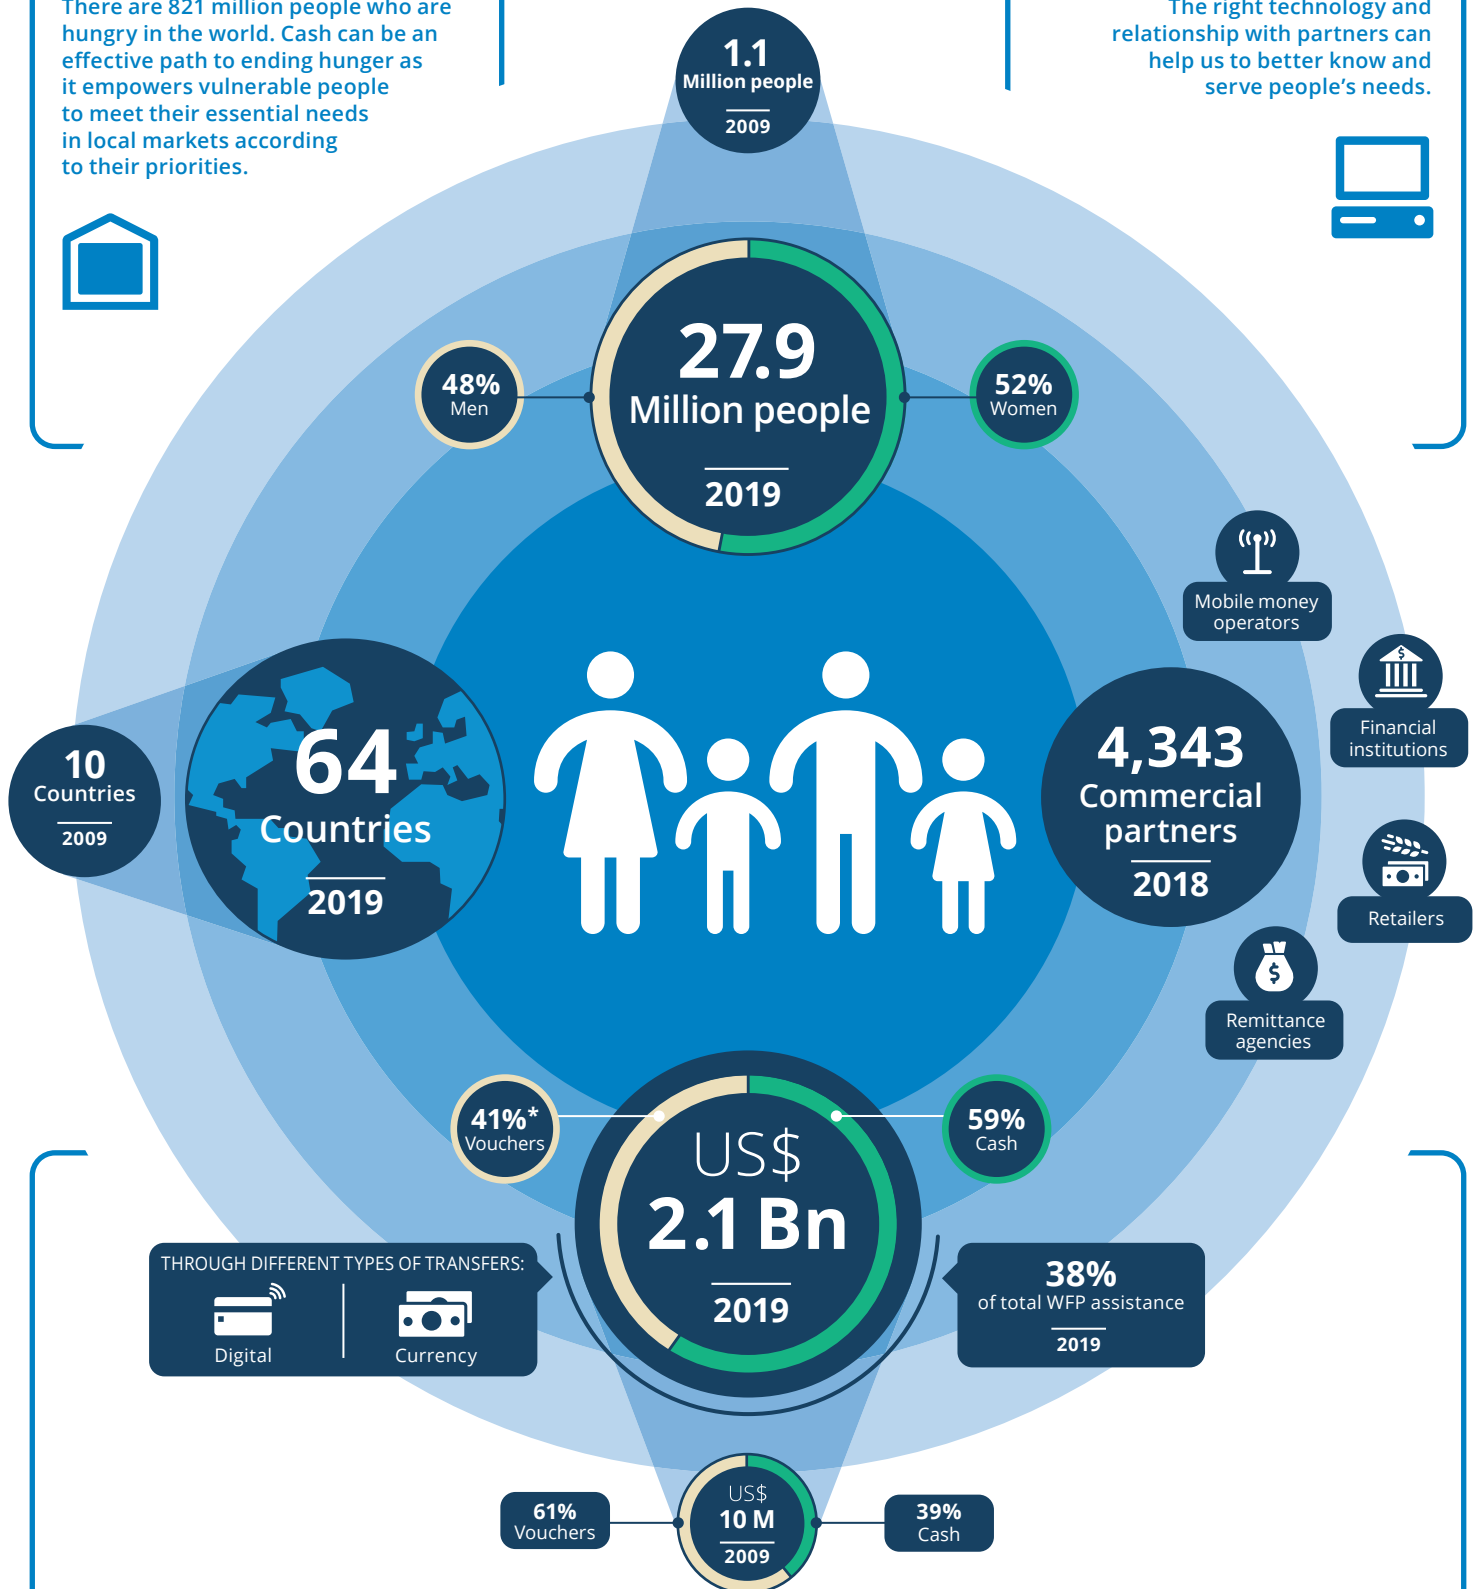 There are 821 million people who are
hungry in the world. Cash can be an
effective path to ending hunger as
it empowers vulnerable people
to meet their essential needs
in local markets according
to their priorities.
The right technology and
relationship with partners can
help us to better know and
serve people's needs.
1.1
Million people
2009
27.9
Million people
2019
48%
Men
52%
Women
Mobile money
operators
Financial
institutions
Retailers
Remittance
agencies
10
Countries
2009
64
Countries
2019
4,343
Commercial
partners
2018
41%*
Vouchers
59%
Cash
US$
2.1 Bn
2019
THROUGH DIFFERENT TYPES OF TRANSFERS:
Digital
Currency
38%
of total WFP assistance
2019
61%
Vouchers
US$
10 M
2009
39%
Cash
$
$